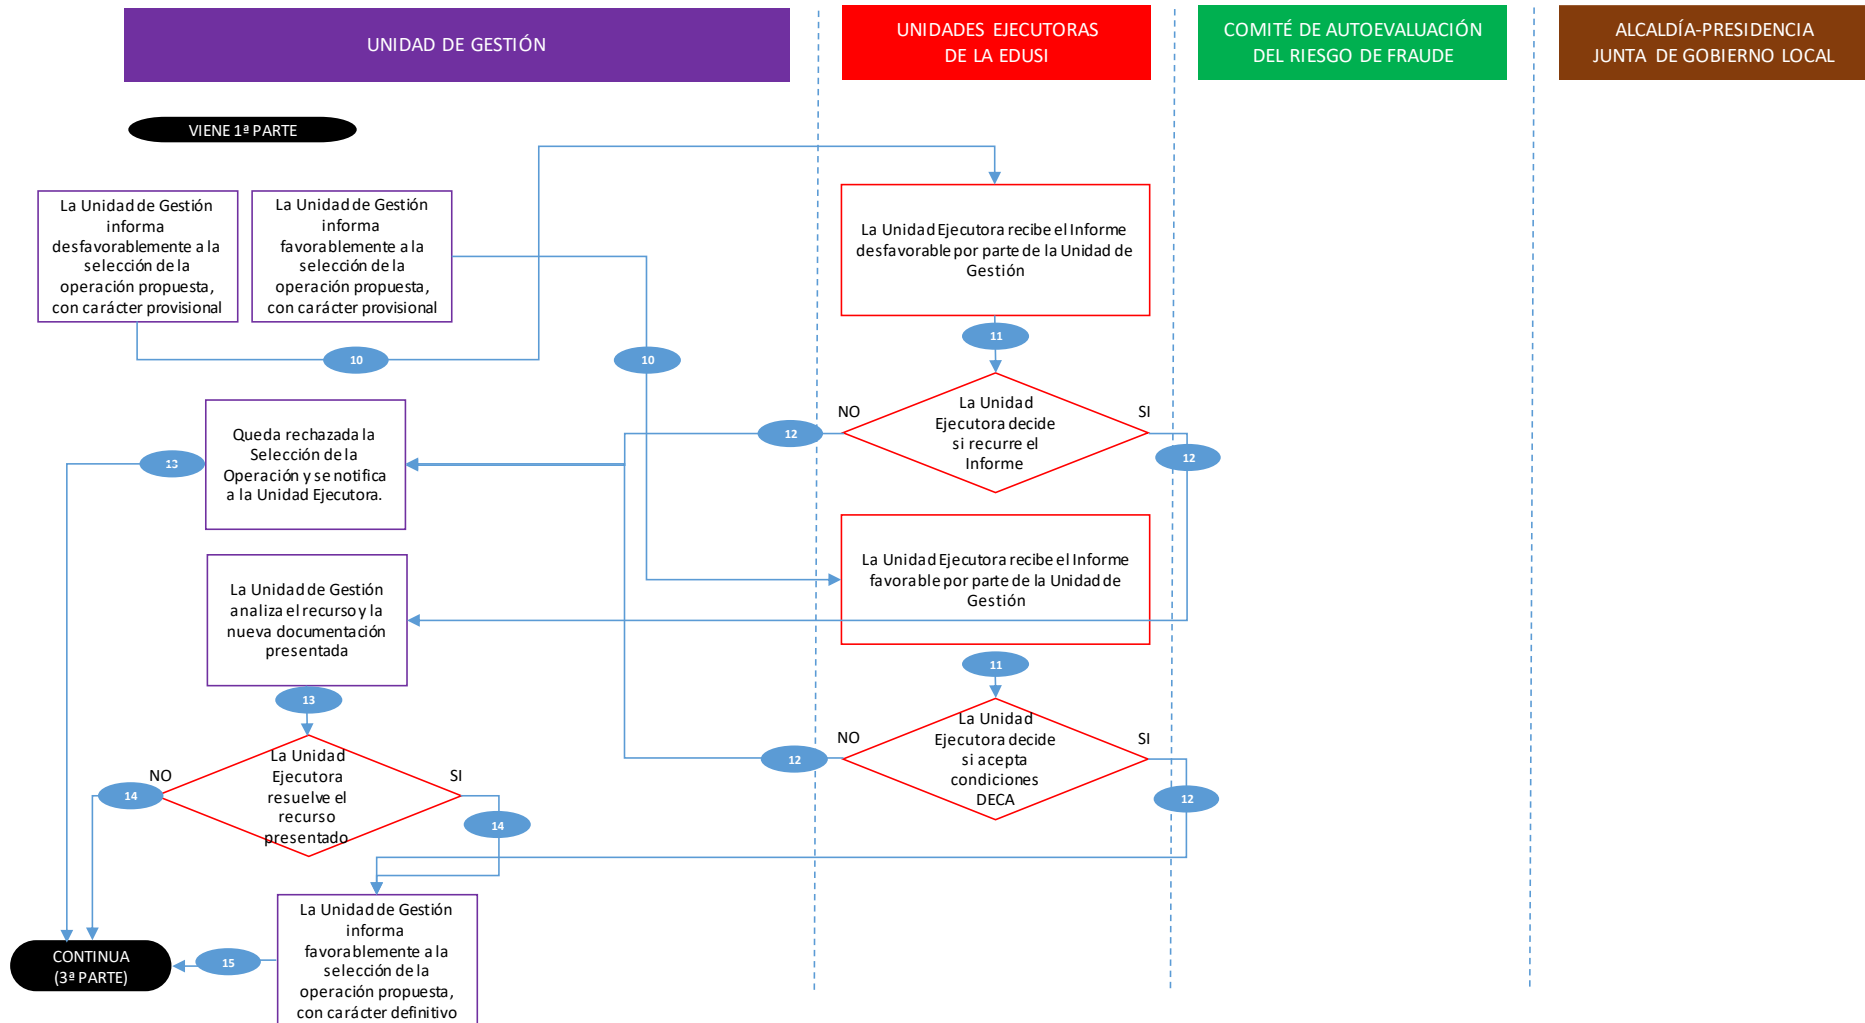 UNIDAD DE GESTIÓN
UNIDADES EJECUTORAS
DE LA EDUSI
COMITÉ DE AUTOEVALUACIÓN
DEL RIESGO DE FRAUDE
ALCALDÍA-PRESIDENCIA
JUNTA DE GOBIERNO LOCAL
VIENE 1ª PARTE
La Unidad de Gestión
informa
desfavorablemente a la
selección de la
operación propuesta,
con carácter provisional
La Unidad de Gestión
informa
favorablemente a la
selección de la
operación propuesta,
con carácter provisional
La Unidad Ejecutora recibe el Informe
desfavorable por parte de la Unidad de
Gestión
10
10
11
La Unidad
Ejecutora decide
si recurre el
Informe
NO
SI
12
12
Queda rechazada la
Selección de la
Operación y se notifica
a la Unidad Ejecutora.
13
La Unidad Ejecutora recibe el Informe
favorable por parte de la Unidad de
Gestión
La Unidad de Gestión
analiza el recurso y la
nueva documentación
presentada
11
13
La Unidad
Ejecutora decide
si acepta
condiciones
DECA
NO
SI
12
12
La Unidad
Ejecutora
resuelve el
recurso
presentado
NO
SI
14
14
La Unidad de Gestión
informa
favorablemente a la
selección de la
operación propuesta,
con carácter definitivo
15
CONTINUA
(3ª PARTE)